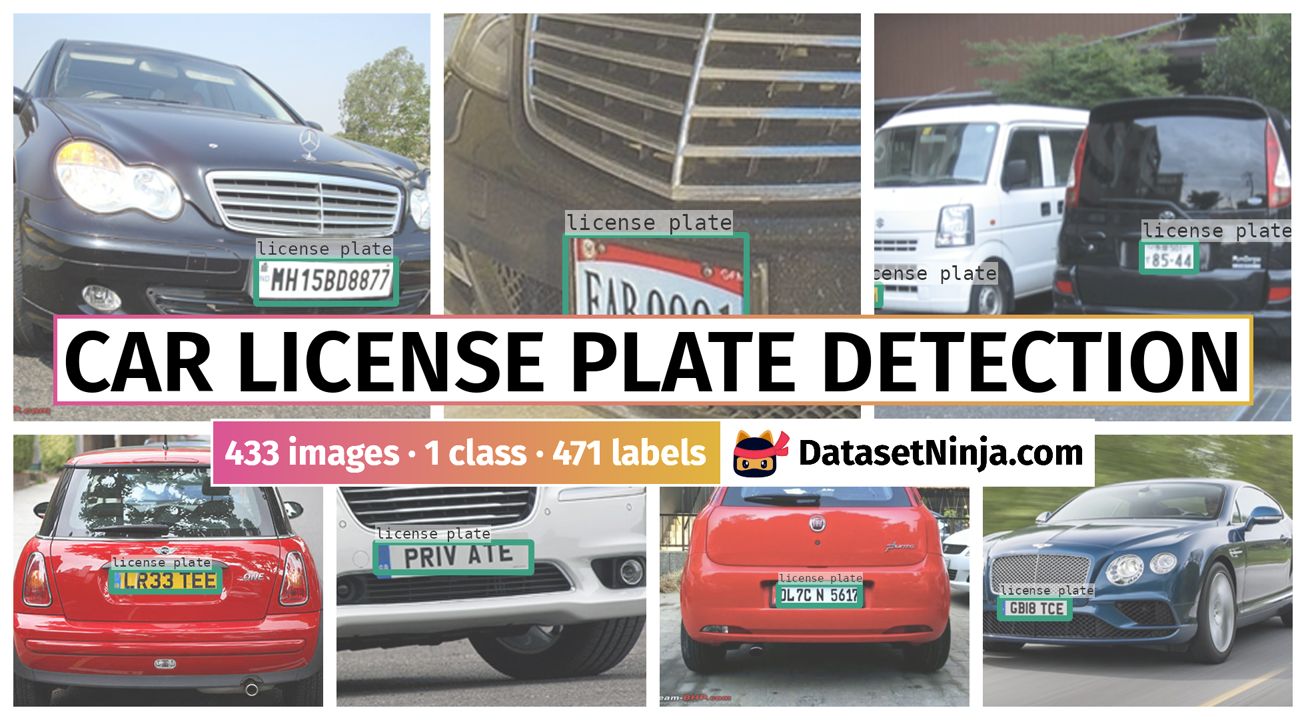 license plate
MH15BD8877
license plate
license plate
85-44
license plate
CAR LICENSE PLATE DETECTION
433 images · 1 class · 471 labels
DatasetNinja.com
license plate
LR33 TEE
ONE
license plate
PRIV ATE
license plate
DL7C N 5617
license plate
GB18 TCE